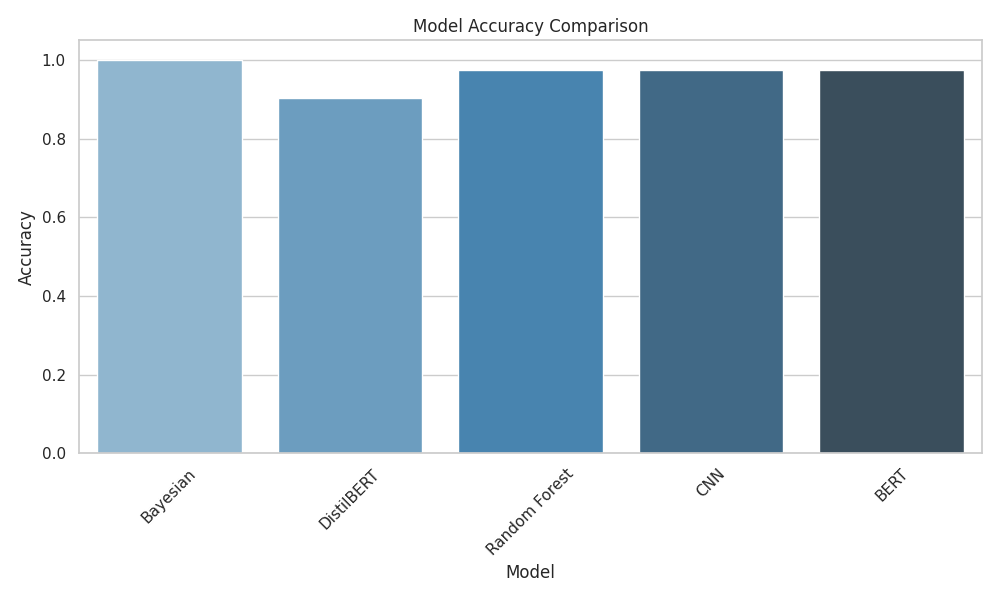 Model Accuracy Comparison
Accuracy
1.0
0.8
0.6
0.4
0.2
0.0
Bayesian
DistilBERT
Random Forest
CNN
BERT
Model